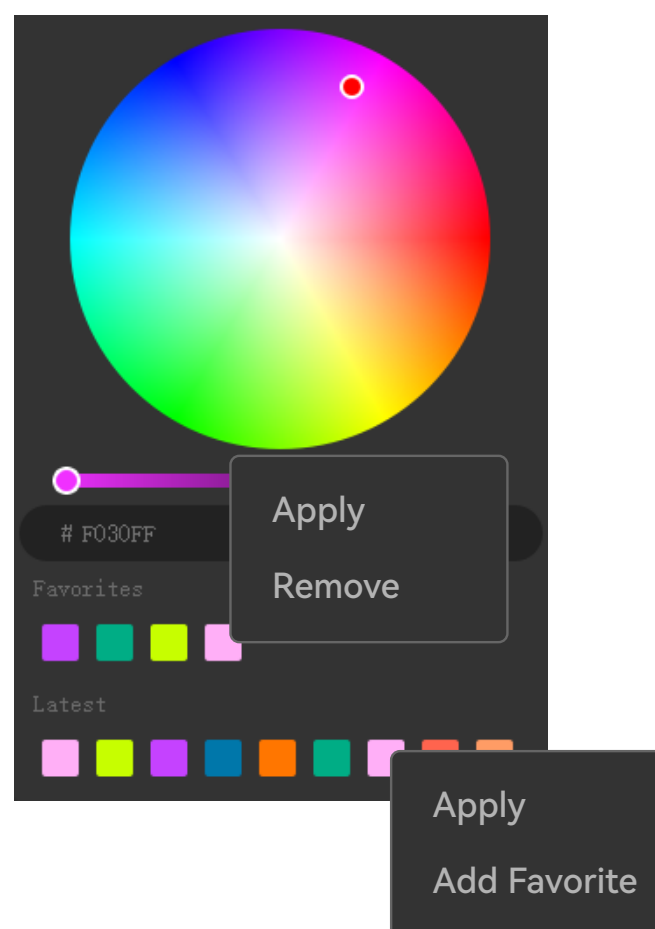 Apply
# F030FF
Remove
Favorites
Latest
Apply
Add Favorite